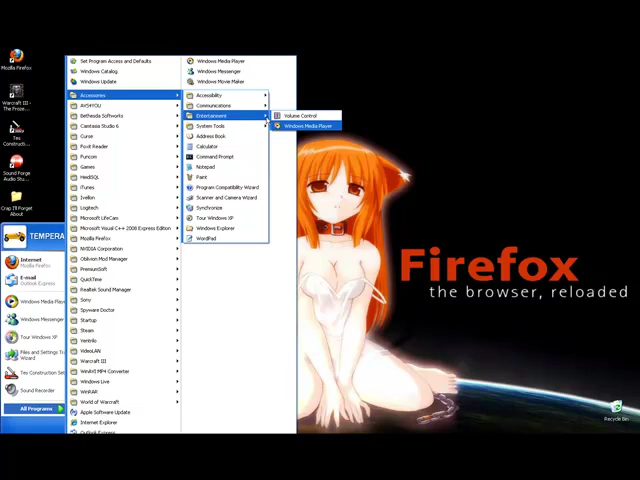 Mozilla Firefox
Warcraft III -
The Froze...
Tes
Constructi...
Sound Forge
Audio Stu...
Crap I'll Forget
About
TEMPERA
Internet
Mozilla Firefox
E-mail
Outlook Express
Windows Media Play
Windows Messenger
Tour Windows XP
Files and Settings Tr
Wizard
Tes Construction Set
Sound Recorder
All Programs
Set Program Access and Defaults
Windows Catalog
Windows Update
Accessories
AVS4YOU
Bethesda Softworks
Camtasia Studio 6
Curse
Foxit Reader
Funcom
Games
HeidiSQL
iTunes
Ivellon
Logitech
Microsoft LifeCam
Microsoft Visual C++ 2008 Express Edition
Mozilla Firefox
NVIDIA Corporation
Oblivion Mod Manager
PremiumSoft
QuickTime
Realtek Sound Manager
Sony
Spyware Doctor
Startup
Steam
Ventrilo
VideoLAN
Warcraft III
WinAVI MP4 Converter
Windows Live
WinRAR
World of Warcraft
Apple Software Update
Internet Explorer
Outlook Express
Windows Media Player
Windows Messenger
Windows Movie Maker
Accessibility
Communications
Entertainment
System Tools
Address Book
Calculator
Command Prompt
Notepad
Paint
Program Compatibility Wizard
Scanner and Camera Wizard
Synchronize
Tour Windows XP
Windows Explorer
WordPad
Volume Control
Windows Media Player
Firefox
the browser, reloaded
Recycle Bin